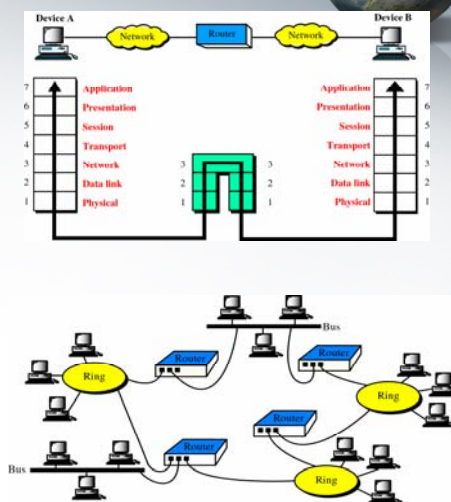 Device A
Device B
Network
Router
Network
7 Application
Application 7
6 Presentation
Presentation 6
5 Session
Session 5
4 Transport
Transport 4
3 Network
3 3
Network 3
2 Data link
2 2
Data link 2
1 Physical
1 1
Physical 1
Bus
Router
Router
Ring
Ring
Router
Router
Bus
Ring